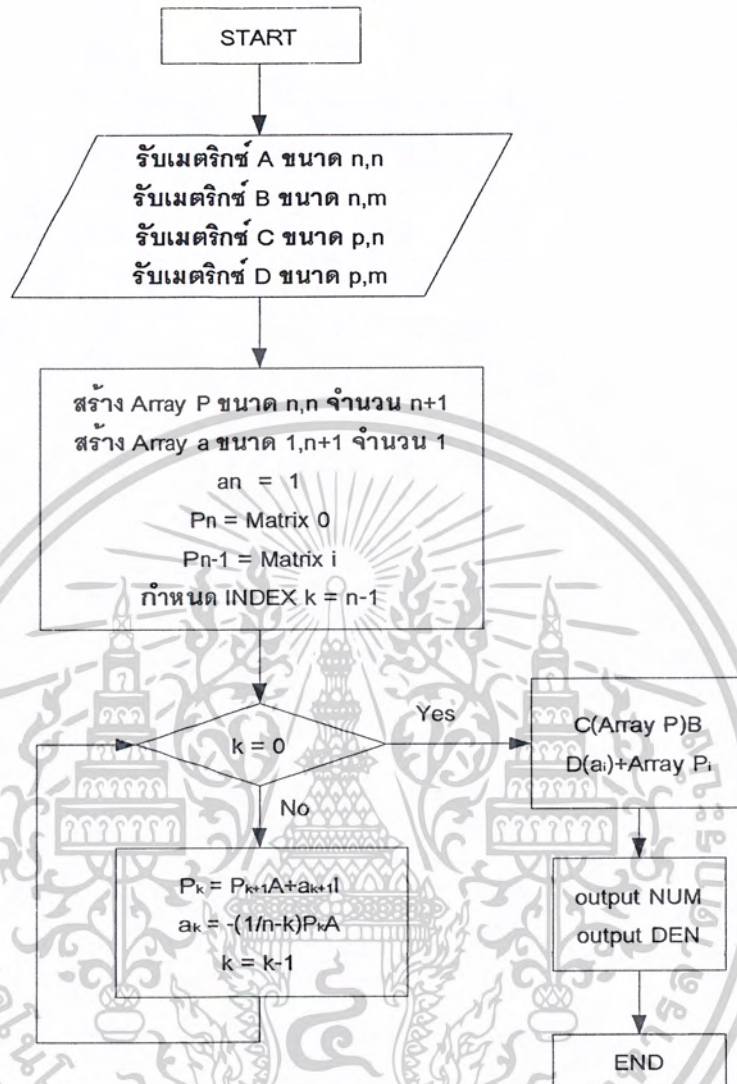 START
รับเมตริกซ์ A ขนาด n,n
รับเมตริกซ์ B ขนาด n,m
รับเมตริกซ์ C ขนาด p,n
รับเมตริกซ์ D ขนาด p,m
สร้าง Array P ขนาด n,n จำนวน n+1
สร้าง Array a ขนาด 1,n+1 จำนวน 1
an = 1
Pn = Matrix 0
Pn-1 = Matrix i
กำหนด INDEX k = n-1
k = 0
Yes
No
Pk = Pk+1A+ak+1I
ak = -(1/n-k)PkA
k = k-1
C(Array P)B
D(ai)+Array Pi
output NUM
output DEN
END